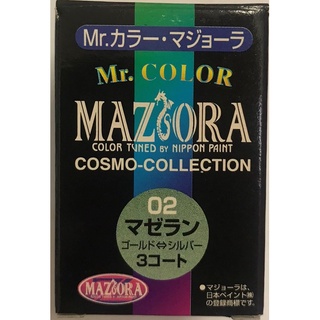 Mr.カラー・マジョーラ
Mr. COLOR
MAZIORA
COLOR TUNED BY NIPPON PAINT
COSMO-COLLECTION
02
マゼラン
ゴールド⇔シルバー
3コート
MAZIORA
※マジョーラは、
日本ペイント㈱
の登録商標です。